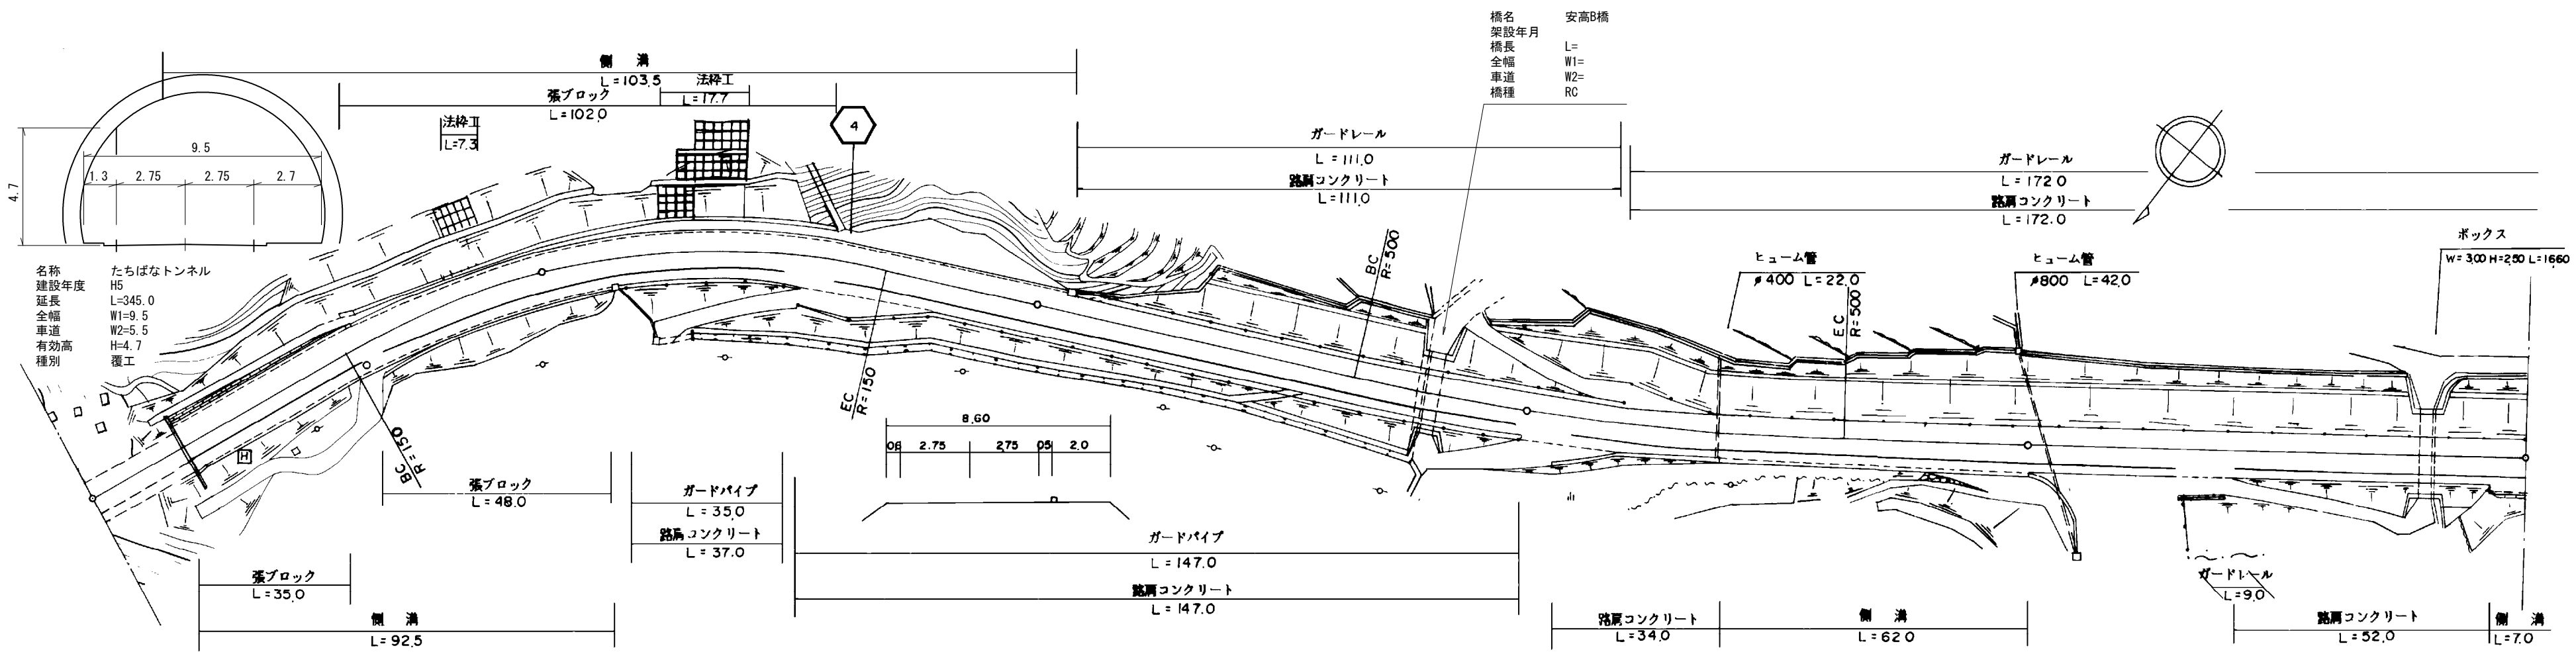 橋名 安高B橋
架設年月
橋長 L=
全幅 W1=
車道 W2=
橋種 RC
側 溝
L=103.5
法枠工
L=17.7
張ブロック
L=102.0
法枠工
L=7.3
4
9.5
1.3 2.75 2.75 2.7
4.7
名称 たちばなトンネル
建設年度 H5
延長 L=345.0
全幅 W1=9.5
車道 W2=5.5
有効高 H=4.7
種別 覆工
ガードレール
L=111.0
路肩コンクリート
L=111.0
ガードレール
L=172.0
路肩コンクリート
L=172.0
BC
R=500
ヒューム管
ø400 L=22.0
EC
R=500
ヒューム管
ø800 L=42.0
ボックス
W=3.00 H=2.50 L=16.60
EC
R=150
BC
R=150
H
8.60
2.75 2.75 0.5 2.0
張ブロック
L=48.0
ガードパイプ
L=35.0
路肩コンクリート
L=37.0
ガードパイプ
L=147.0
路肩コンクリート
L=147.0
張ブロック
L=35.0
側 溝
L=92.5
路肩コンクリート
L=34.0
側 溝
L=62.0
ガードレール
L=9.0
路肩コンクリート
L=52.0
側 溝
L=7.0